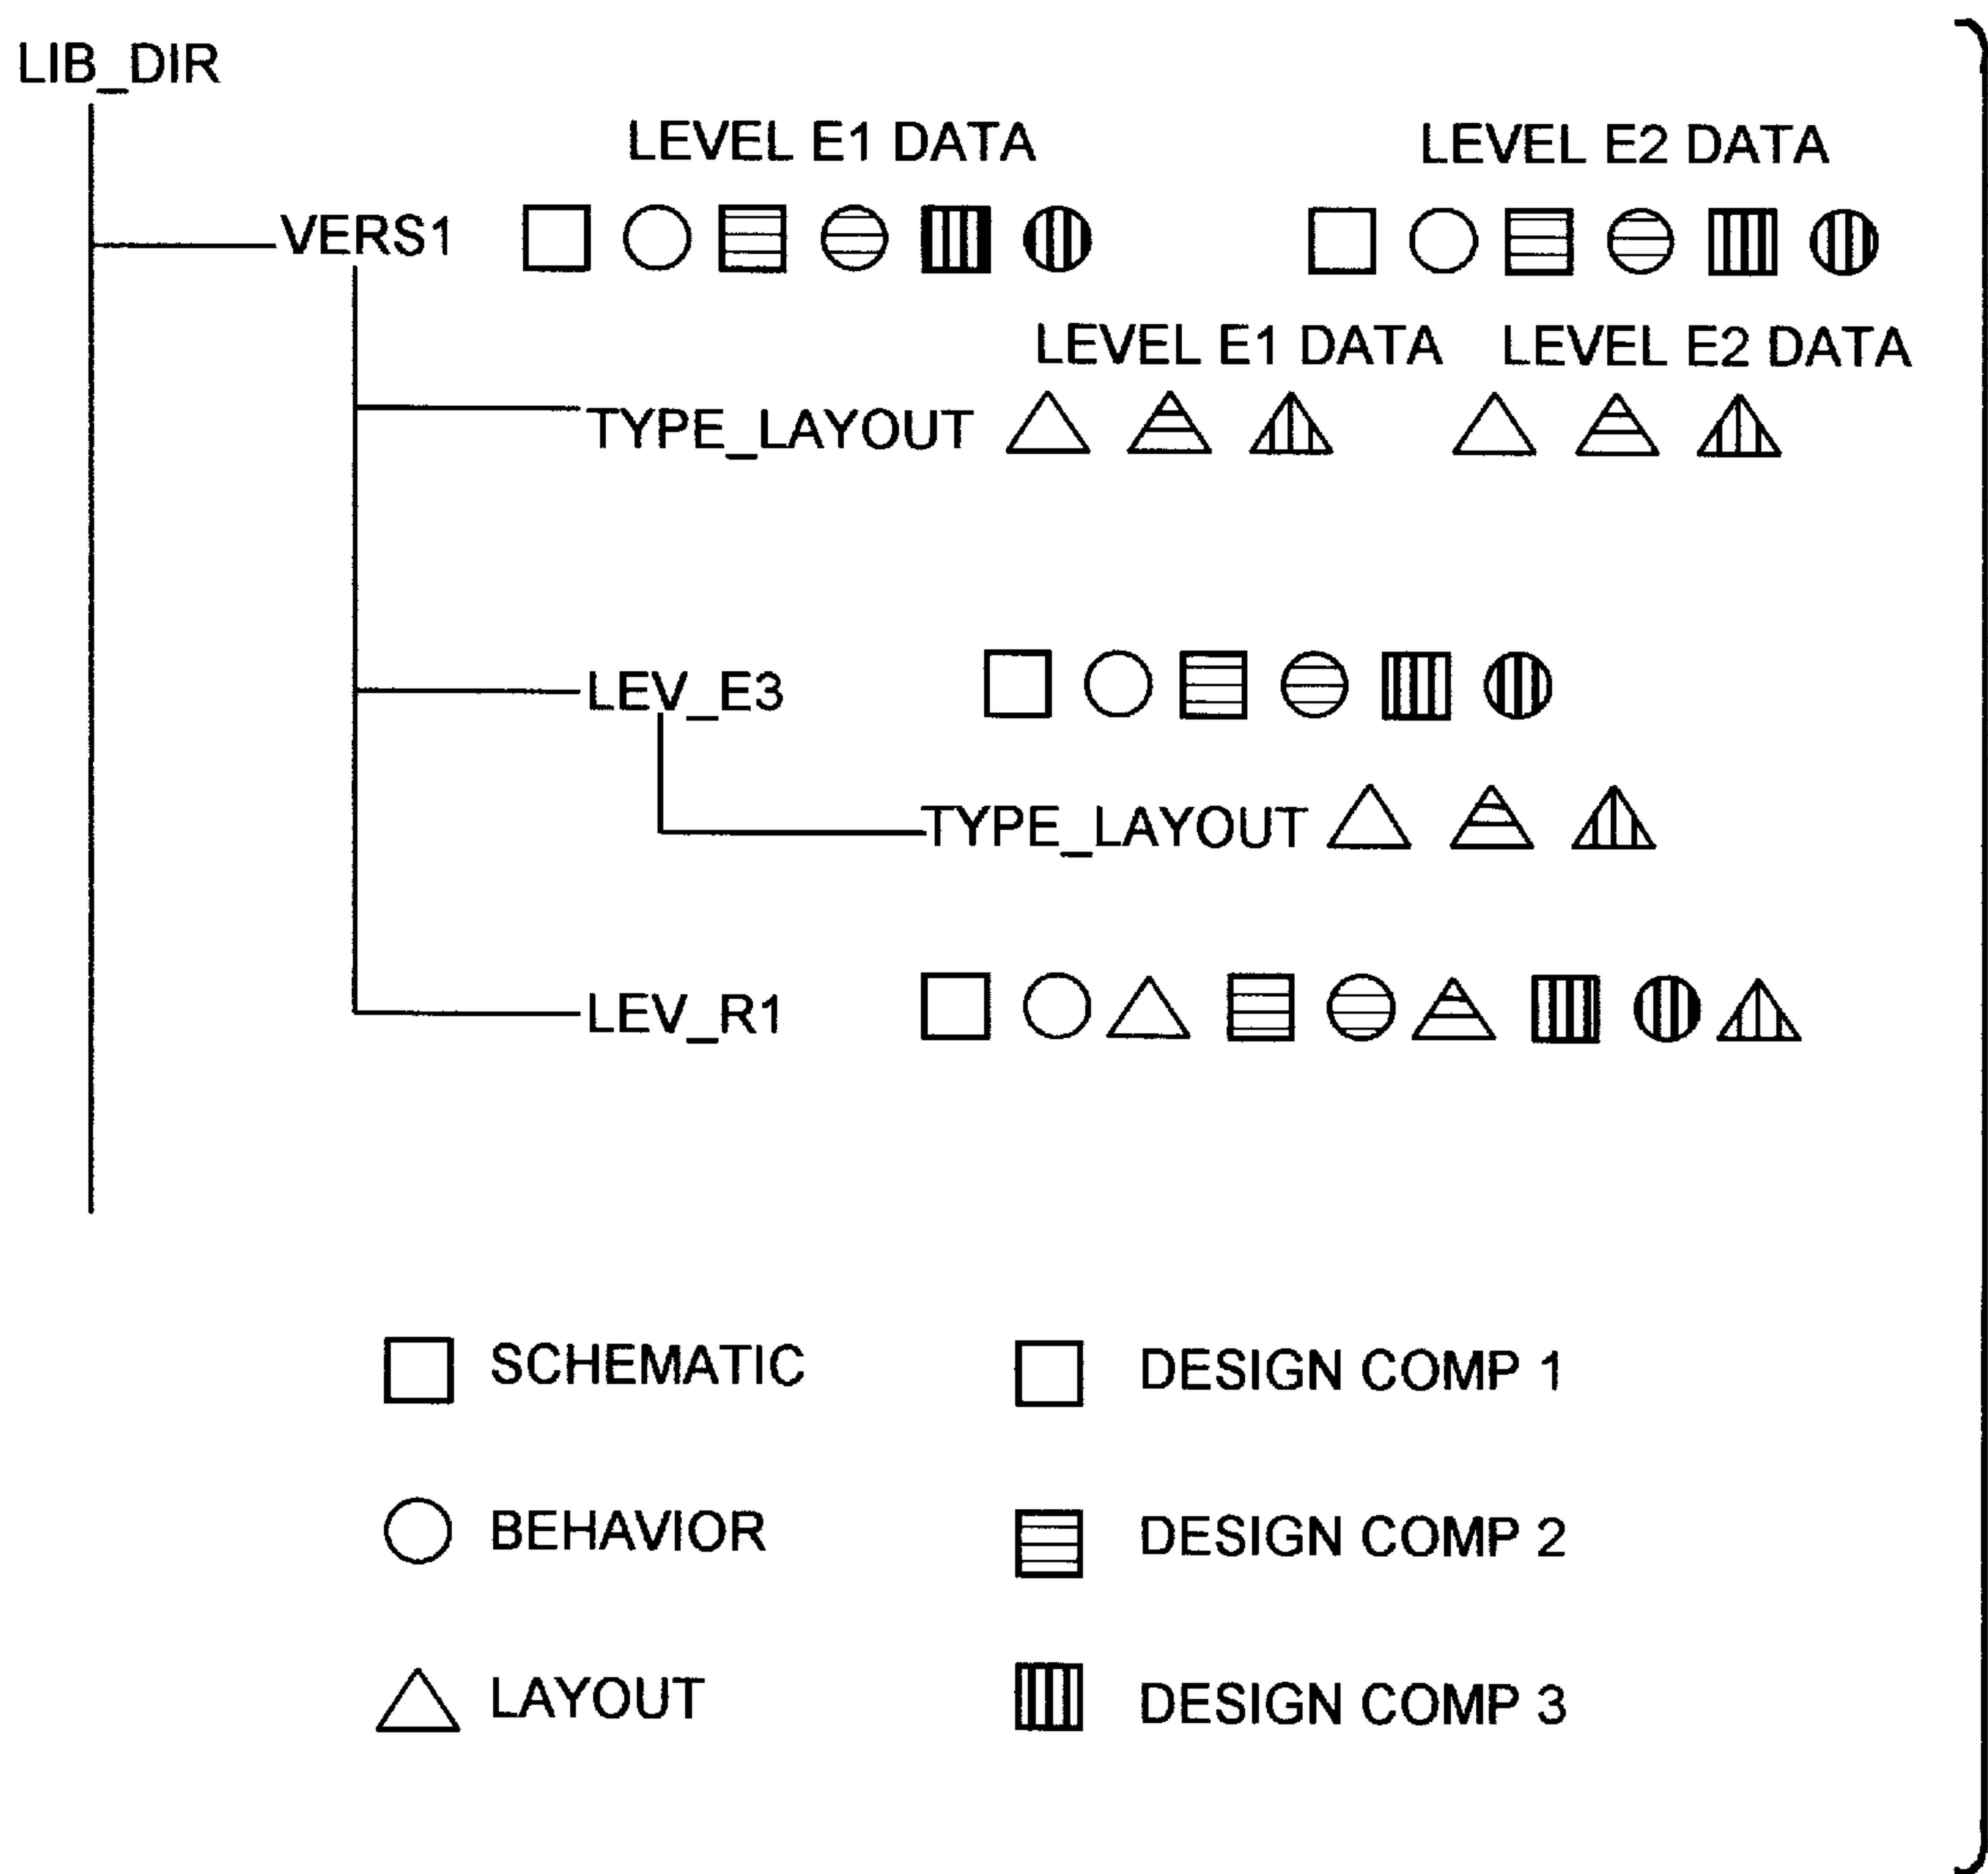 LIB_DIR
LEVEL E1 DATA LEVEL E2 DATA
VERS1
LEVEL E1 DATA LEVEL E2 DATA
TYPE_LAYOUT
LEV_E3
TYPE_LAYOUT
LEV_R1
SCHEMATIC DESIGN COMP 1
BEHAVIOR DESIGN COMP 2
LAYOUT DESIGN COMP 3